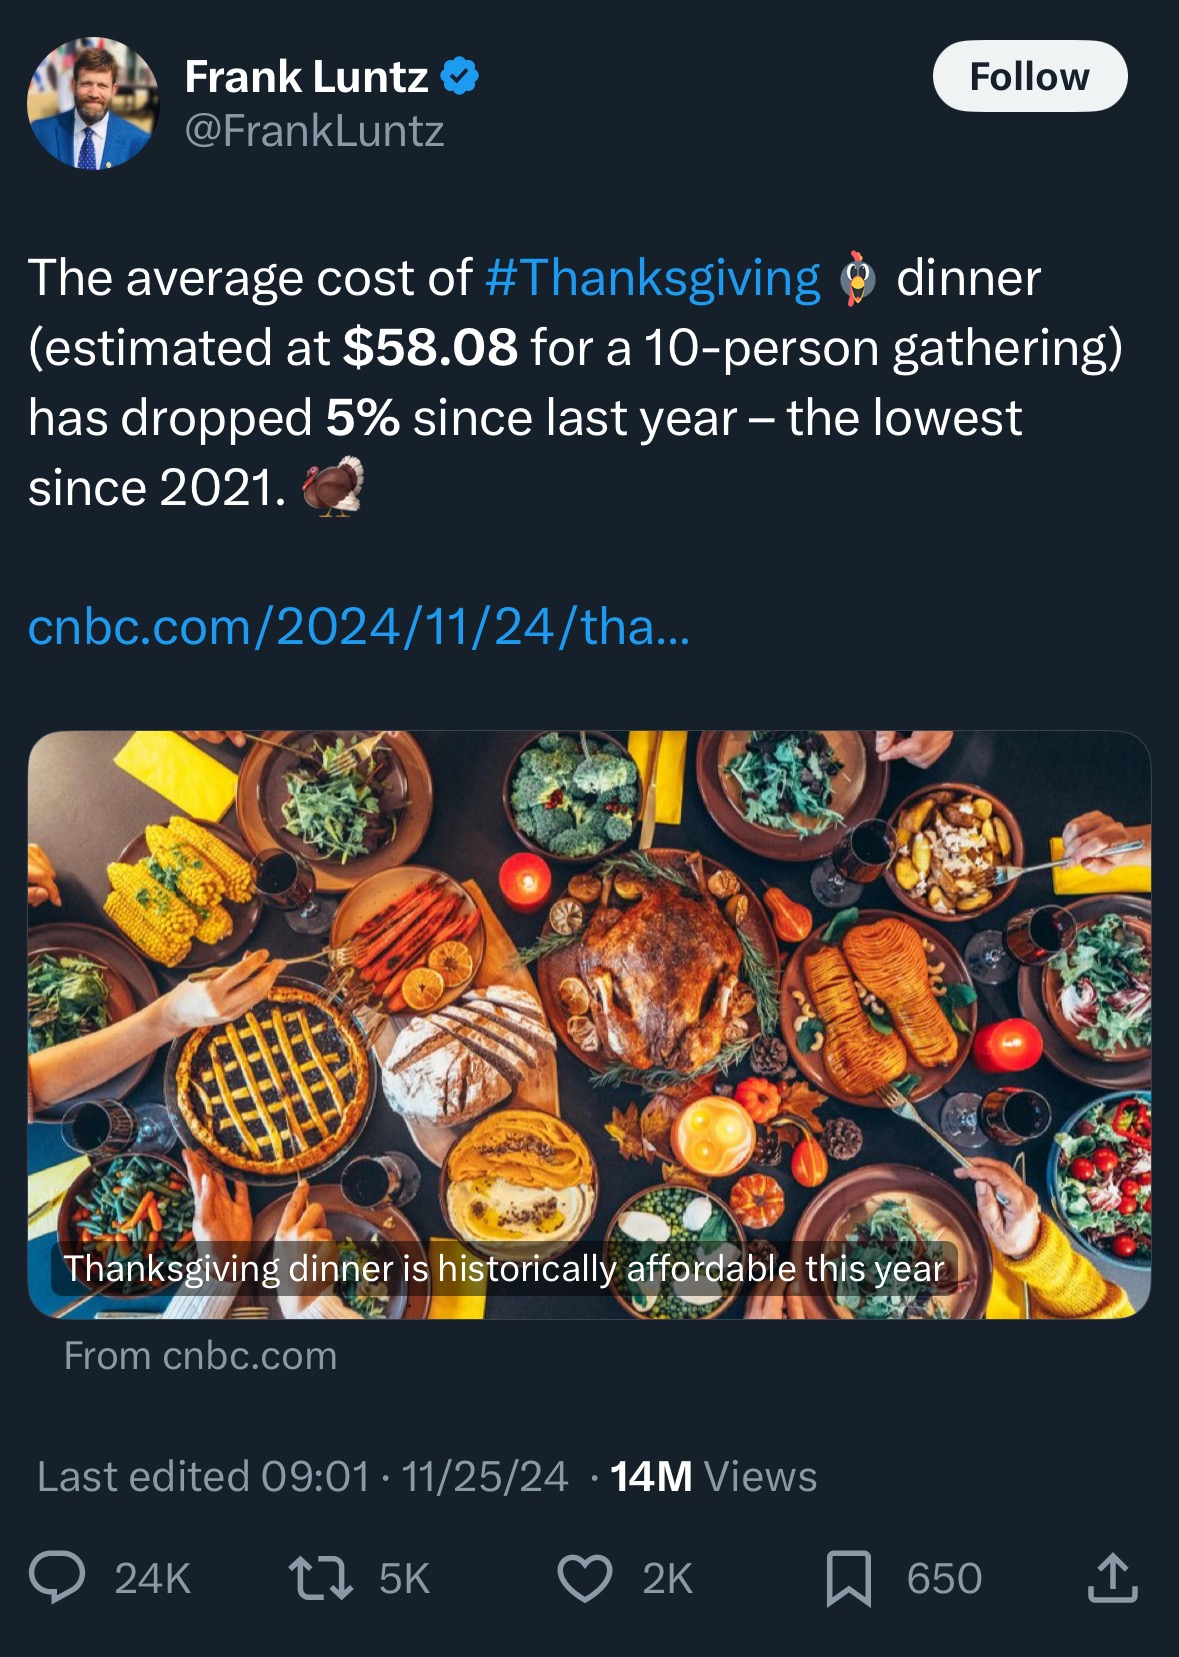 Frank Luntz
Follow
@FrankLuntz
The average cost of #Thanksgiving 🐓 dinner
(estimated at $58.08 for a 10-person gathering)
has dropped 5% since last year – the lowest
since 2021. 🦃
cnbc.com/2024/11/24/tha...
Thanksgiving dinner is historically affordable this year
From cnbc.com
Last edited 09:01 · 11/25/24 · 14M Views
24K 5K 2K 650